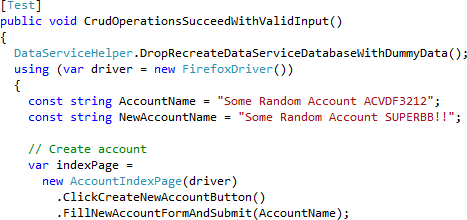 [Test]
public void CrudOperationsSucceedWithValidInput()
{
DataServiceHelper.DropRecreateDataServiceDatabaseWithDummyData();
using (var driver = new FirefoxDriver())
{
const string AccountName = "Some Random Account ACVDF3212";
const string NewAccountName = "Some Random Account SUPERBB!!";
// Create account
var indexPage =
new AccountIndexPage(driver)
.ClickCreateNewAccountButton()
.FillNewAccountFormAndSubmit(AccountName);